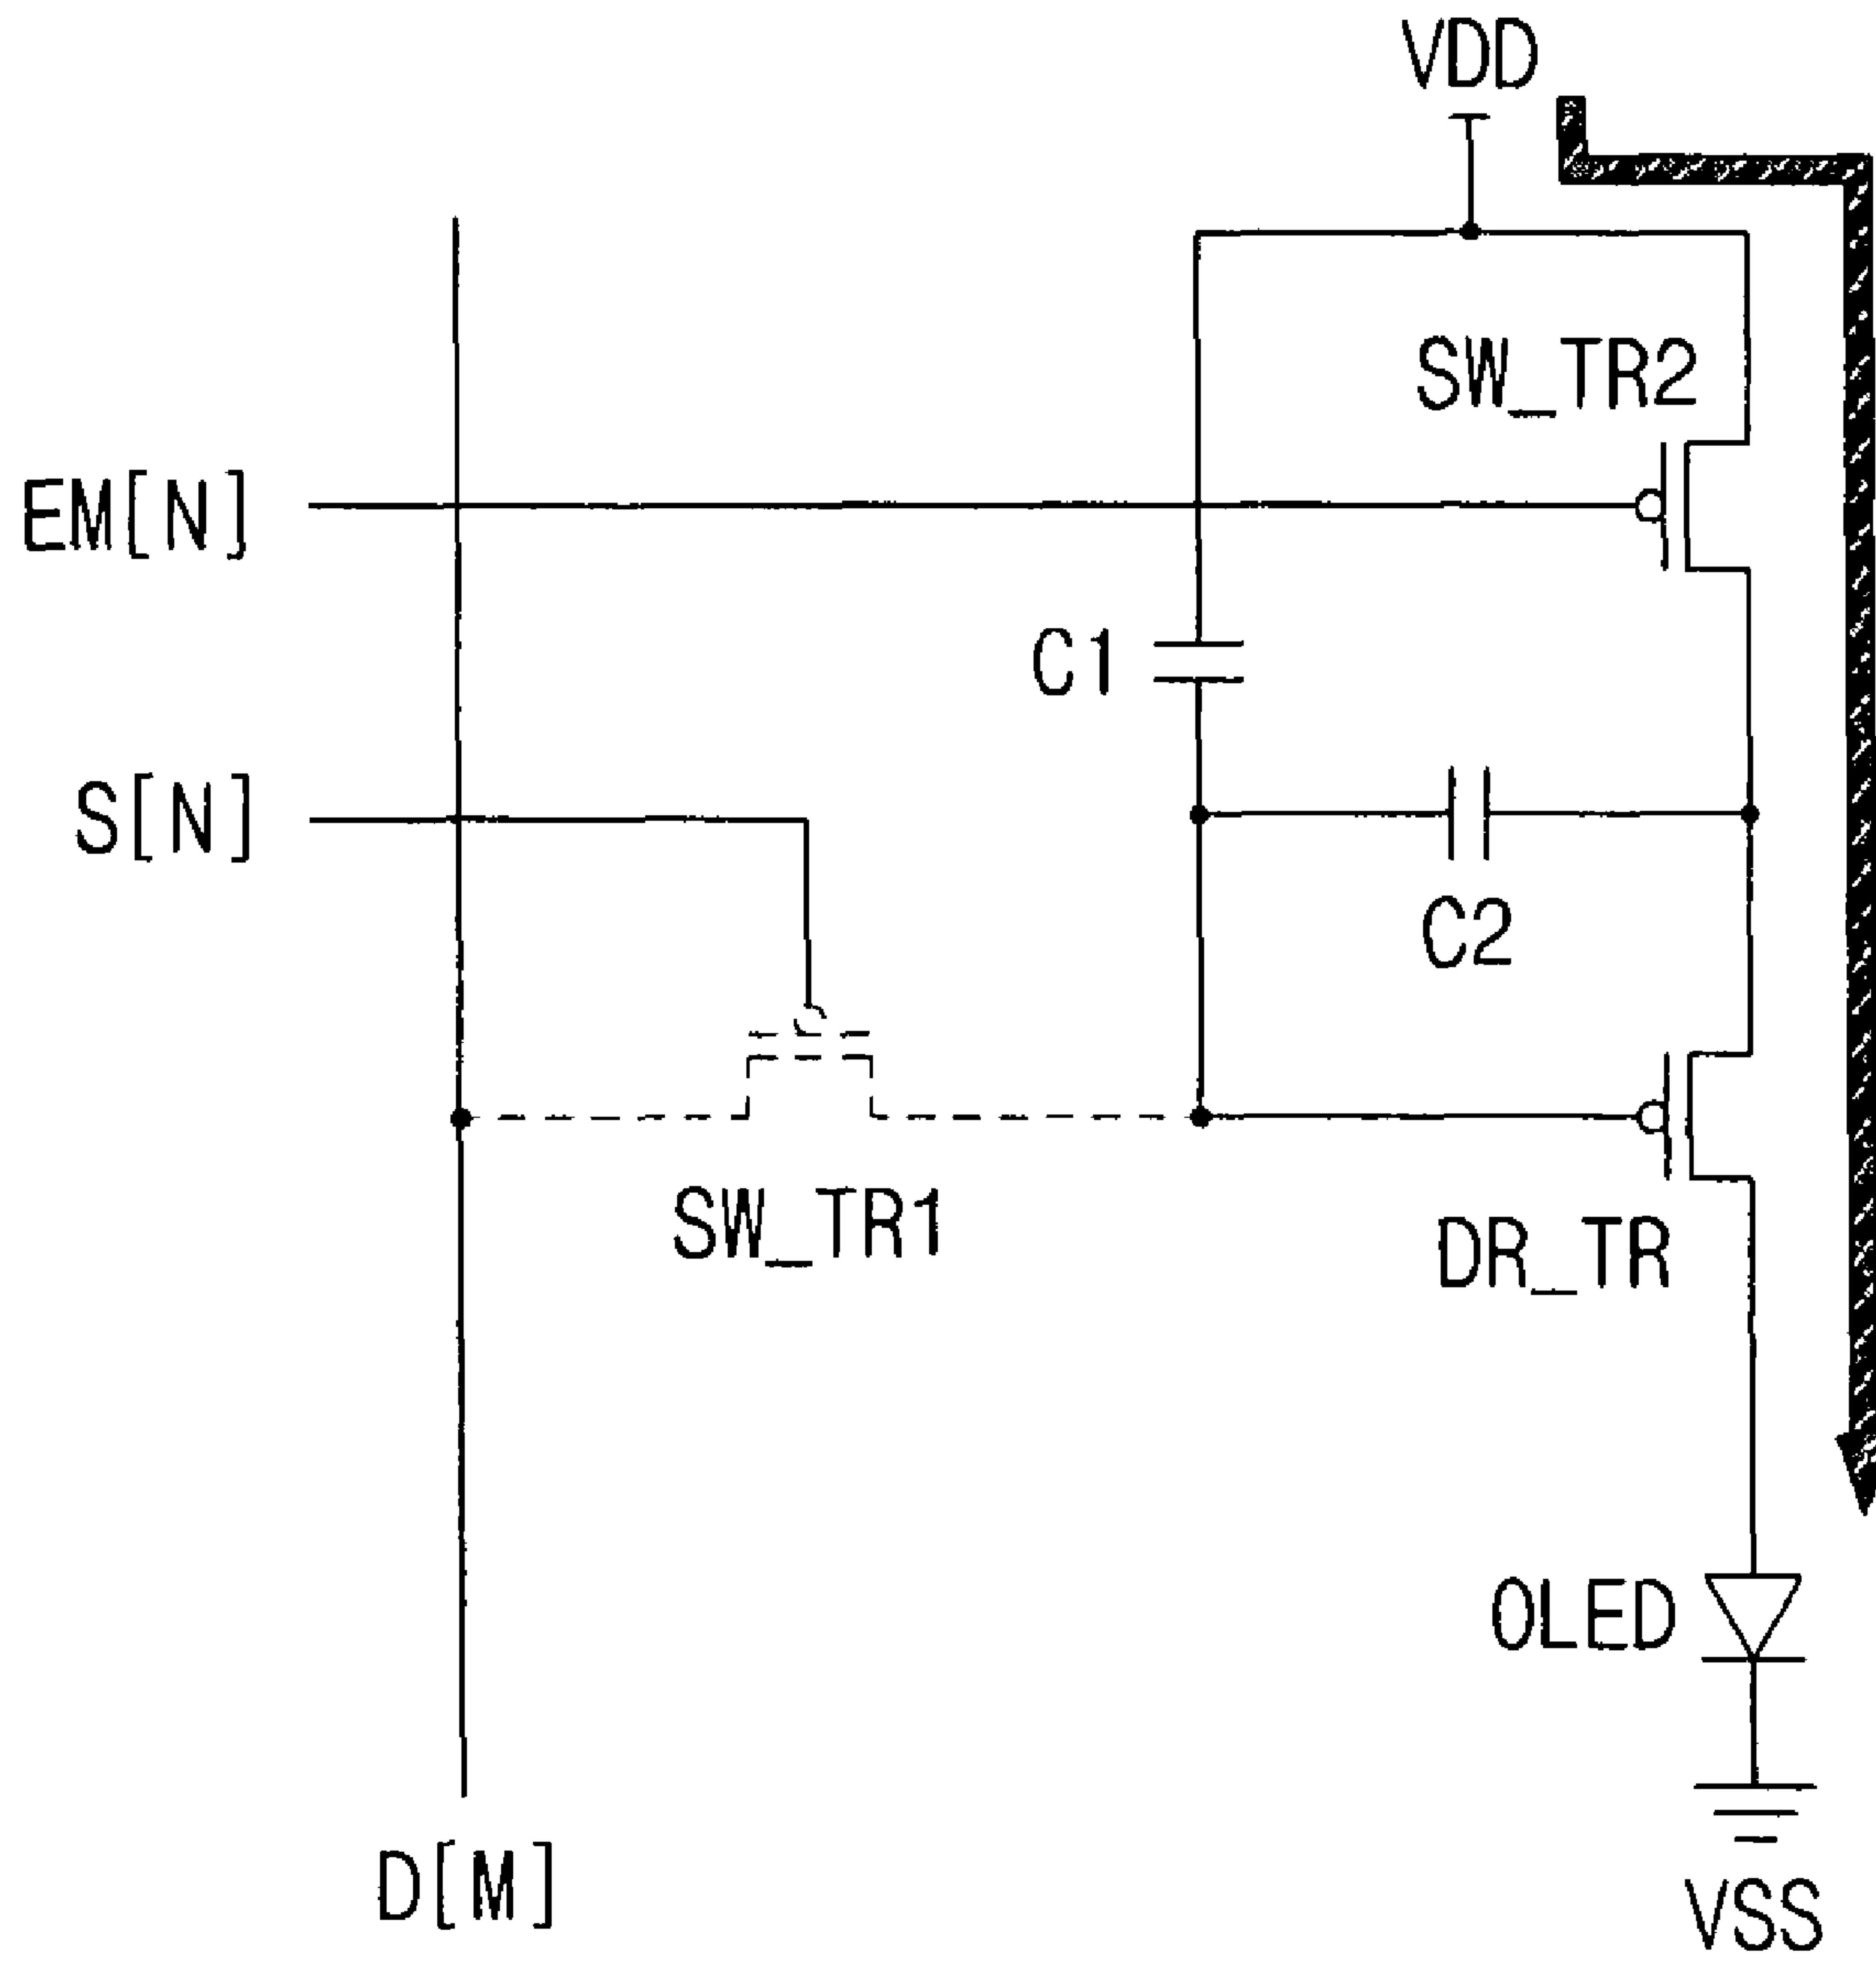 VDD
SW_TR2
EM[N]
C1
S[N]
C2
SW_TR1
DR_TR
OLED
D[M]
VSS